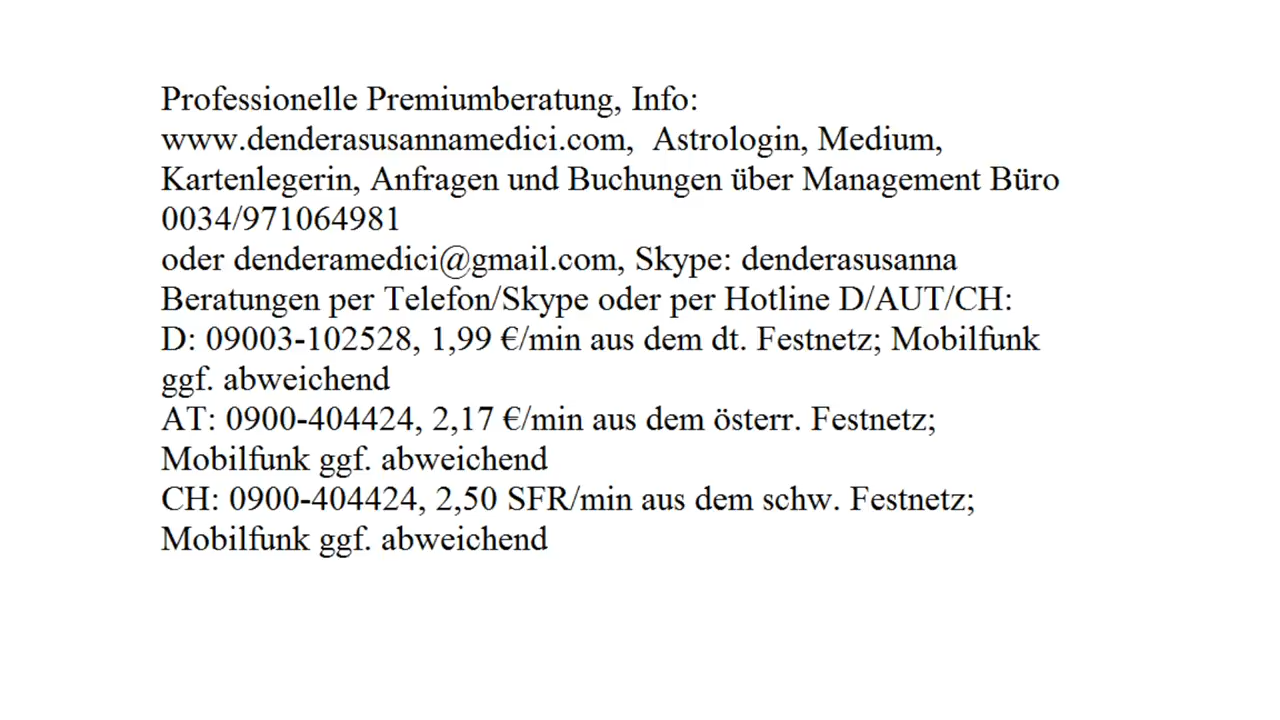 Professionelle Premiumberatung, Info:
www.denderasusannamedici.com,  Astrologin, Medium,
Kartenlegerin, Anfragen und Buchungen über Management Büro
0034/971064981
oder denderamedici@gmail.com, Skype: denderasusanna
Beratungen per Telefon/Skype oder per Hotline D/AUT/CH:
D: 09003-102528, 1,99 €/min aus dem dt. Festnetz; Mobilfunk
ggf. abweichend
AT: 0900-404424, 2,17 €/min aus dem österr. Festnetz;
Mobilfunk ggf. abweichend
CH: 0900-404424, 2,50 SFR/min aus dem schw. Festnetz;
Mobilfunk ggf. abweichend